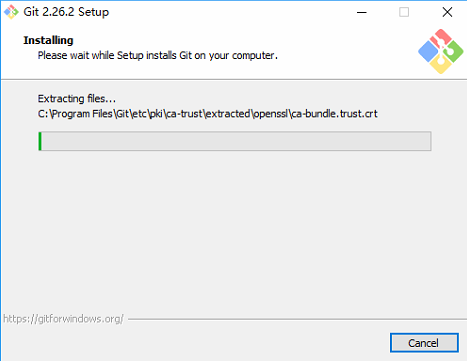 Git 2.26.2 Setup
Installing
Please wait while Setup installs Git on your computer.
Extracting files...
C:\Program Files\Git\etc\pki\ca-trust\extracted\openssl\ca-bundle.trust.crt
https://gitforwindows.org/
Cancel